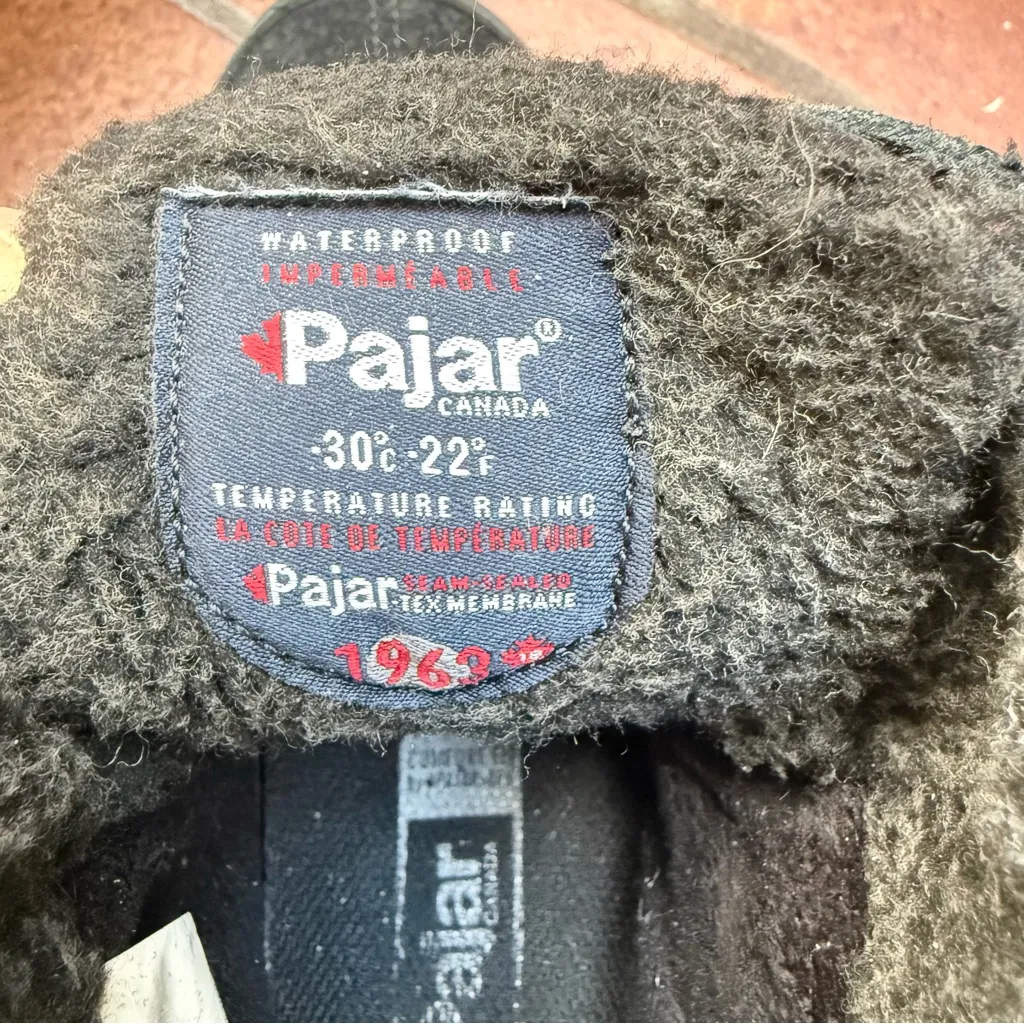 WATERPROOF
IMPERMÉABLE
Pajar®
CANADA
-30°C -22°F
TEMPERATURE RATING
LA COTE DE TEMPÉRATURE
Pajar SEAM-SEALED
TEX MEMBRANE
1963
Pajar
CANADA